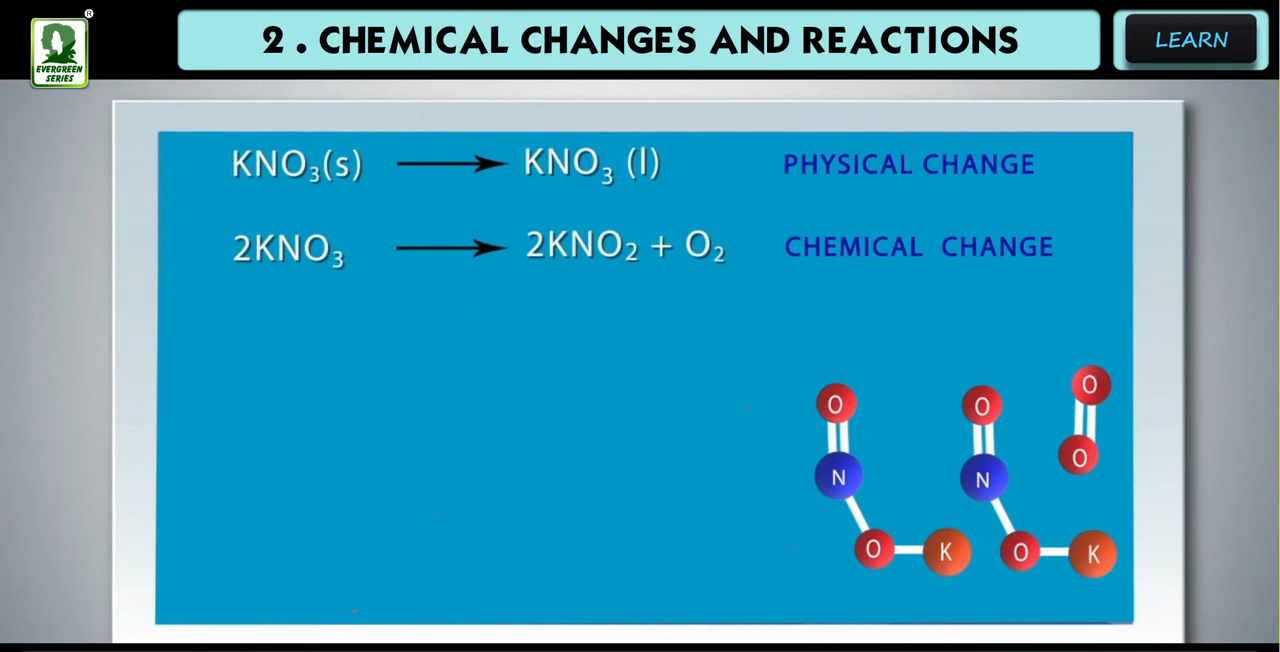 ®
EVERGREEN
SERIES
2 . CHEMICAL CHANGES AND REACTIONS
LEARN
KNO₃(s) ⟶ KNO₃ (l) PHYSICAL CHANGE
2KNO₃ ⟶ 2KNO₂ + O₂ CHEMICAL CHANGE
O O O
N N O
O K O K